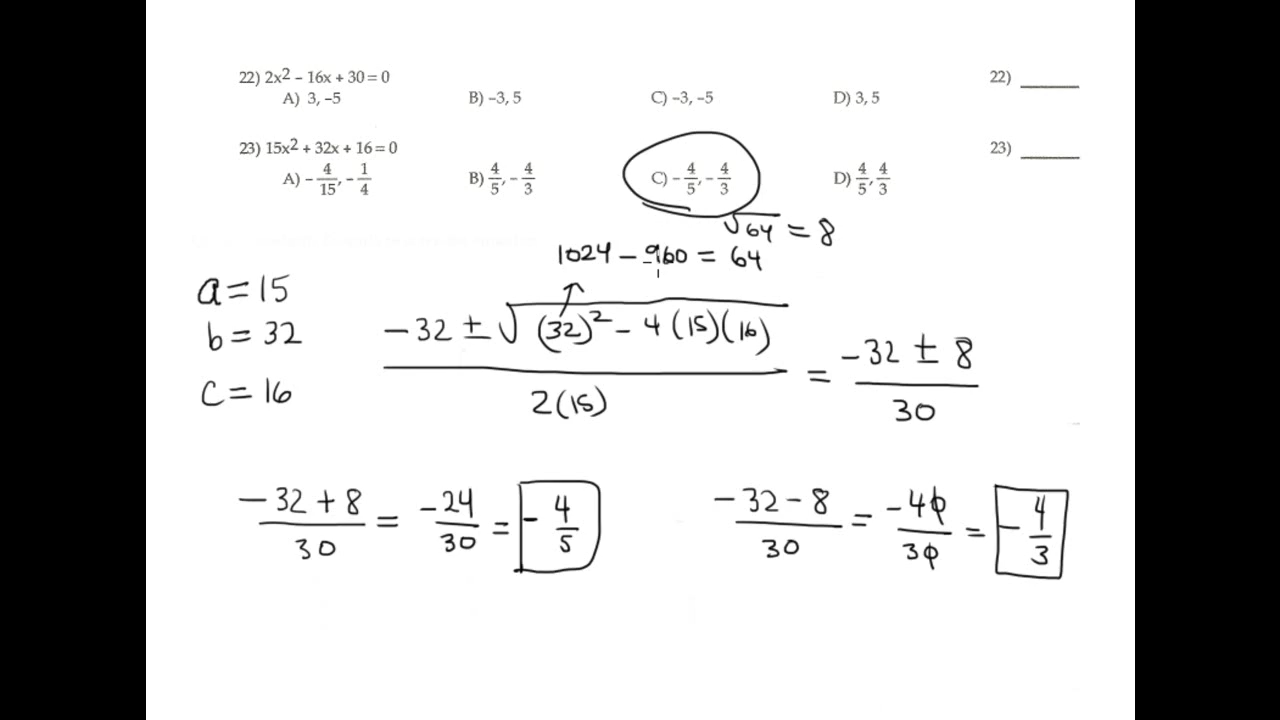 22) 2x² – 16x + 30 = 0 22) ______
A) 3, –5 B) –3, 5 C) –3, –5 D) 3, 5
23) 15x² + 32x + 16 = 0 23) ______
A) –4/15, –1/4 B) 4/5, –4/3 C) –4/5, –4/3 D) 4/5, 4/3
√64 = 8
1024 – 960 = 64
a = 15
b = 32
c = 16
(-32 ± √((32)² – 4(15)(16))) / 2(15) = (-32 ± 8) / 30
(-32 + 8) / 30 = -24/30 = -4/5 (-32 – 8) / 30 = -40/30 = -4/3